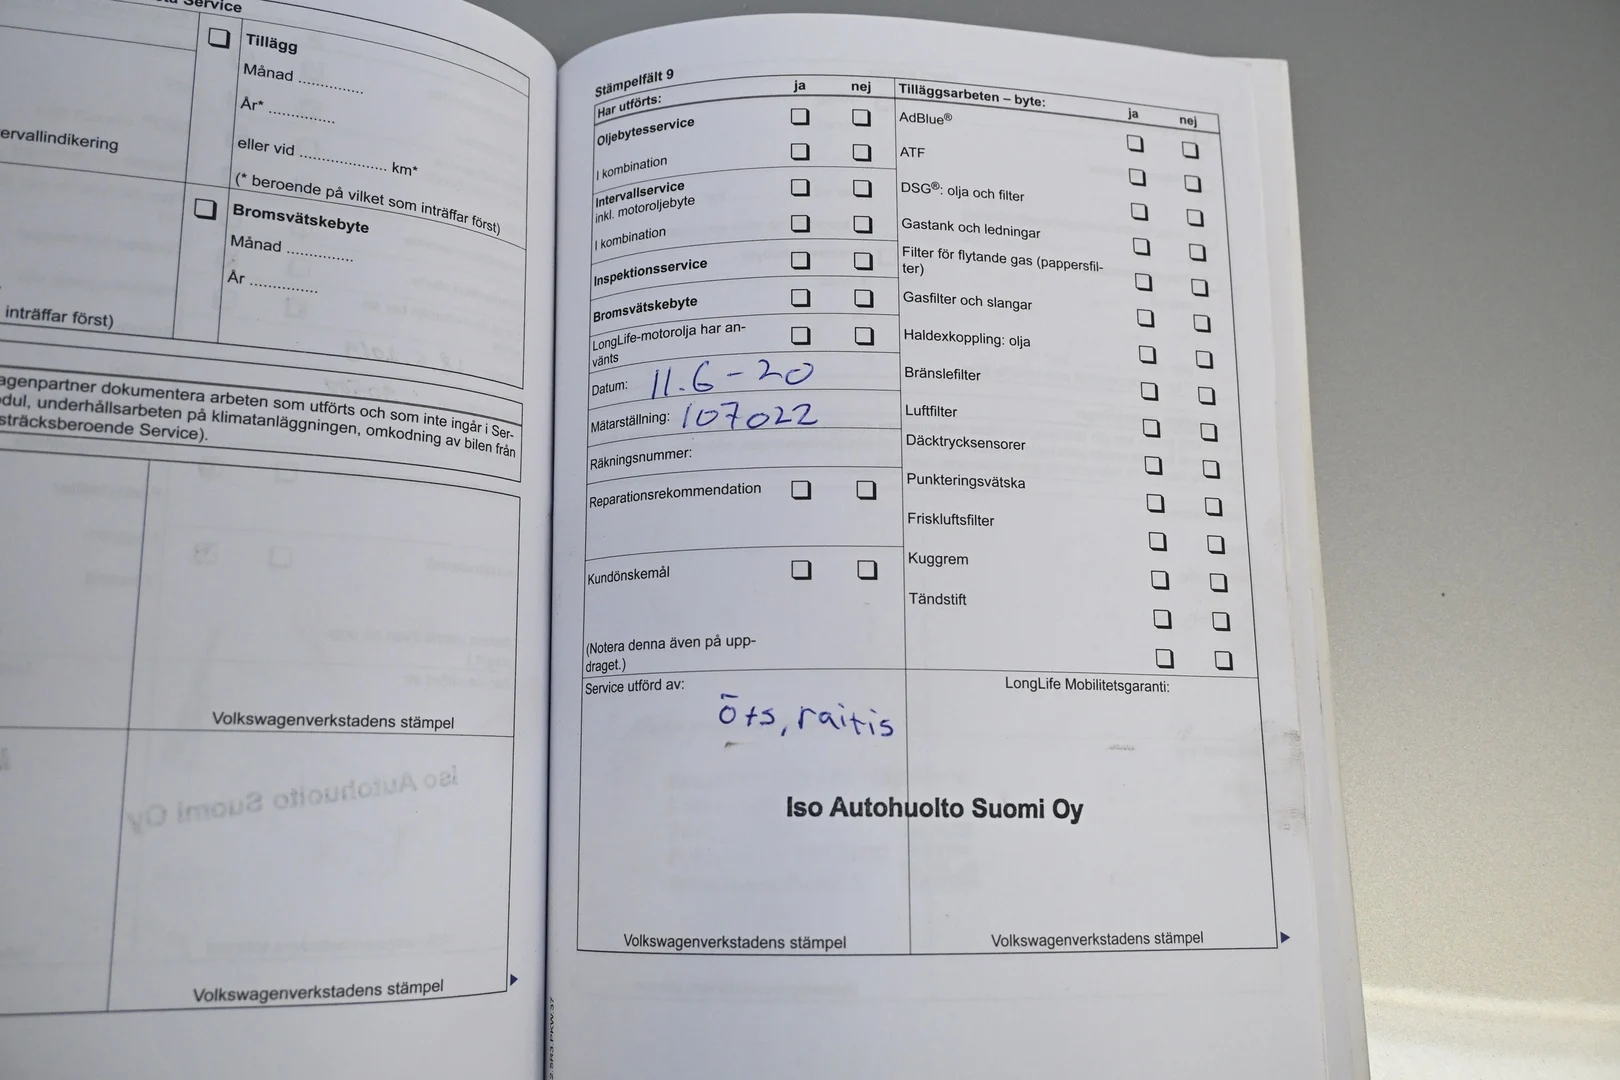 Service
Tillägg
Månad ...............
År* ...............
eller vid .................... km*
(* beroende på vilket som inträffar först)
ervallindikering
Bromsvätskebyte
Månad ...............
År ...............
inträffar först)
agenpartner dokumentera arbeten som utförts och som inte ingår i Ser-
dul, underhållsarbeten på klimatanläggningen, omkodning av bilen från
sträcksberoende Service).
Volkswagenverkstadens stämpel
Iso Autohuolto Suomi Oy
Volkswagenverkstadens stämpel
Stämpelfält 9
Har utförts: ja nej
Oljebytesservice
I kombination
Intervallservice
inkl. motoroljebyte
I kombination
Inspektionsservice
Bromsvätskebyte
LongLife-motorolja har an-
vänts
Datum: 11.6-20
Mätarställning: 107022
Räkningsnummer:
Reparationsrekommendation
Kundönskemål
(Notera denna även på upp-
draget.)
Tilläggsarbeten – byte: ja nej
AdBlue®
ATF
DSG®: olja och filter
Gastank och ledningar
Filter för flytande gas (pappersfil-
ter)
Gasfilter och slangar
Haldexkoppling: olja
Bränslefilter
Luftfilter
Däcktrycksensorer
Punkteringsvätska
Friskluftsfilter
Kuggrem
Tändstift
Service utförd av:
öts, raitis
LongLife Mobilitetsgaranti:
Iso Autohuolto Suomi Oy
Volkswagenverkstadens stämpel
Volkswagenverkstadens stämpel